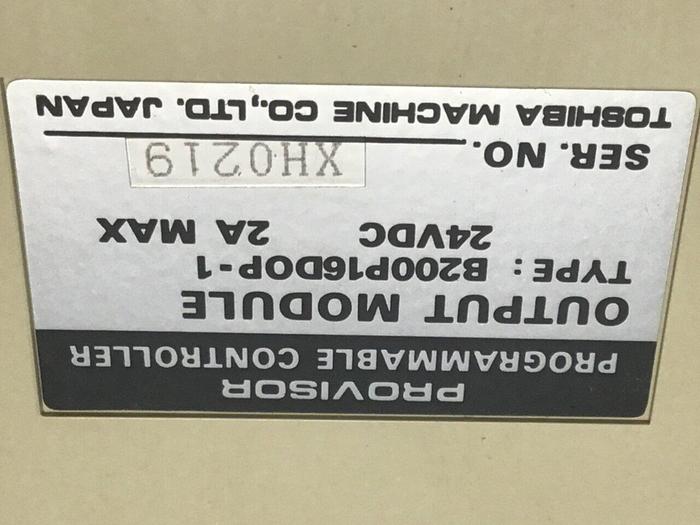 PROVISOR
PROGRAMMABLE CONTROLLER
OUTPUT MODULE
TYPE : B200P16DOP-1
24VDC 2A MAX
SER. NO. XH0219
TOSHIBA MACHINE CO.,LTD. JAPAN